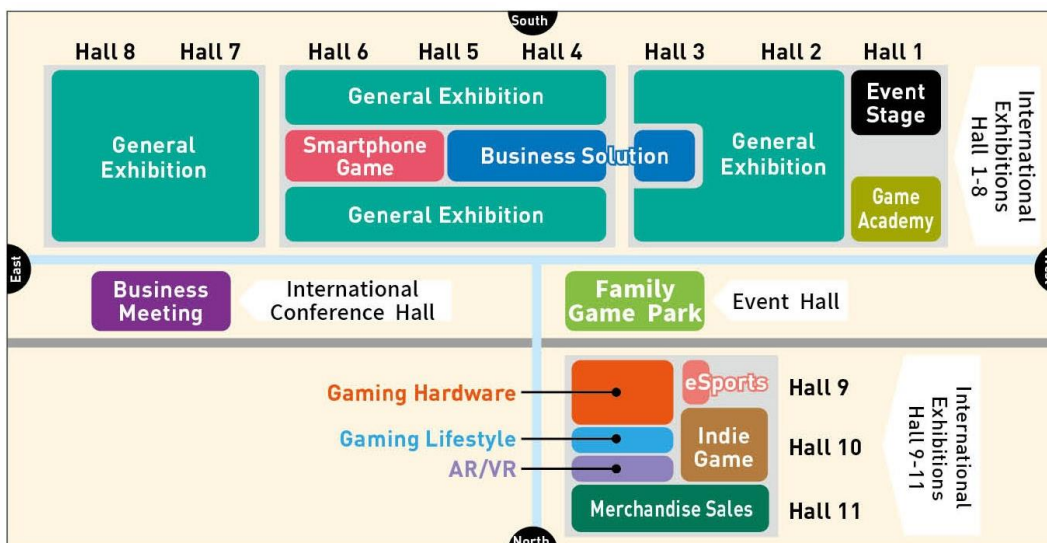 South
Hall 8
Hall 7
Hall 6
Hall 5
Hall 4
Hall 3
Hall 2
Hall 1
General
Exhibition
General Exhibition
Smartphone
Game
Business Solution
General Exhibition
General
Exhibition
Event
Stage
Game
Academy
International
Exhibitions
Hall 1-8
East
West
Business
Meeting
International
Conference Hall
Family
Game Park
Event Hall
Gaming Hardware
Gaming Lifestyle
AR/VR
eSports
Indie
Game
Merchandise Sales
Hall 9
Hall 10
Hall 11
International
Exhibitions
Hall 9-11
North